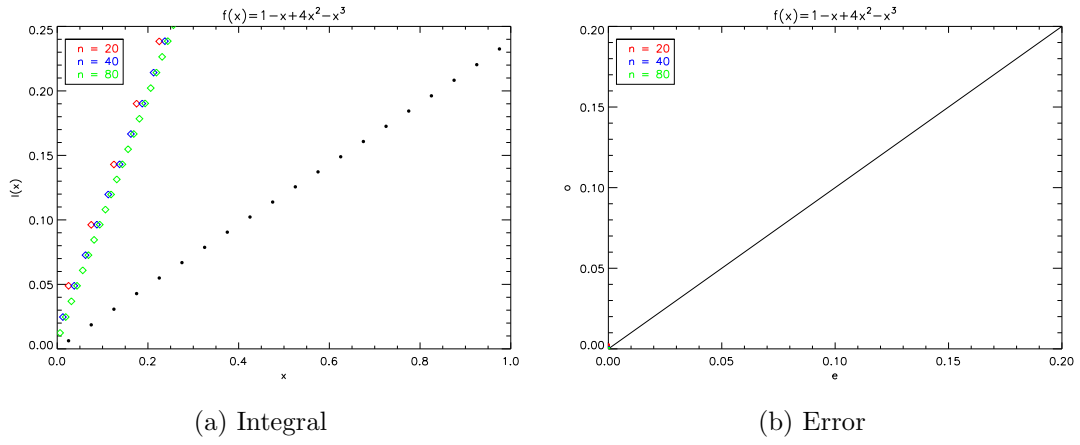 f(x)=1−x+4x²−x³
n = 20
n = 40
n = 80
I(x)
0.25
0.20
0.15
0.10
0.05
0.00
0.0 0.2 0.4 0.6 0.8 1.0
x
(a) Integral
f(x)=1−x+4x²−x³
n = 20
n = 40
n = 80
o
0.20
0.15
0.10
0.05
0.00
0.00 0.05 0.10 0.15 0.20
e
(b) Error